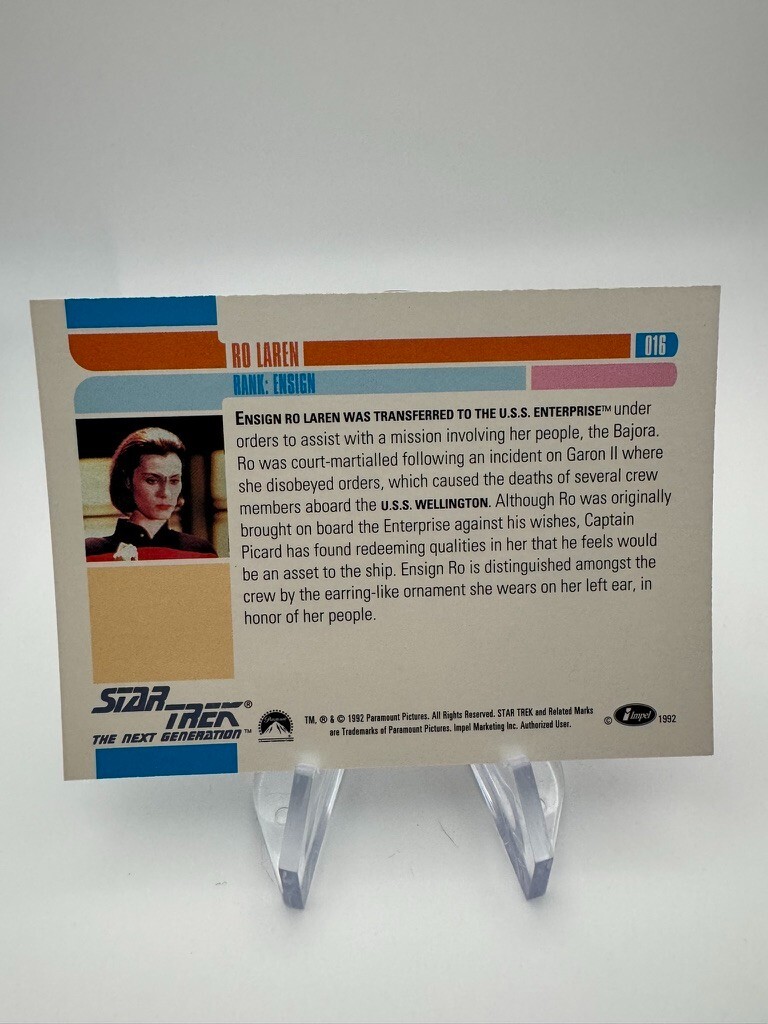 RO LAREN
016
RANK: ENSIGN
ENSIGN RO LAREN WAS TRANSFERRED TO THE U.S.S. ENTERPRISE™ under
orders to assist with a mission involving her people, the Bajora.
Ro was court-martialled following an incident on Garon II where
she disobeyed orders, which caused the deaths of several crew
members aboard the U.S.S. WELLINGTON. Although Ro was originally
brought on board the Enterprise against his wishes, Captain
Picard has found redeeming qualities in her that he feels would
be an asset to the ship. Ensign Ro is distinguished amongst the
crew by the earring-like ornament she wears on her left ear, in
honor of her people.
STAR TREK®
THE NEXT GENERATION™
Paramount
TM, ® & © 1992 Paramount Pictures. All Rights Reserved. STAR TREK and Related Marks
are Trademarks of Paramount Pictures. Impel Marketing Inc. Authorized User.
© Impel 1992